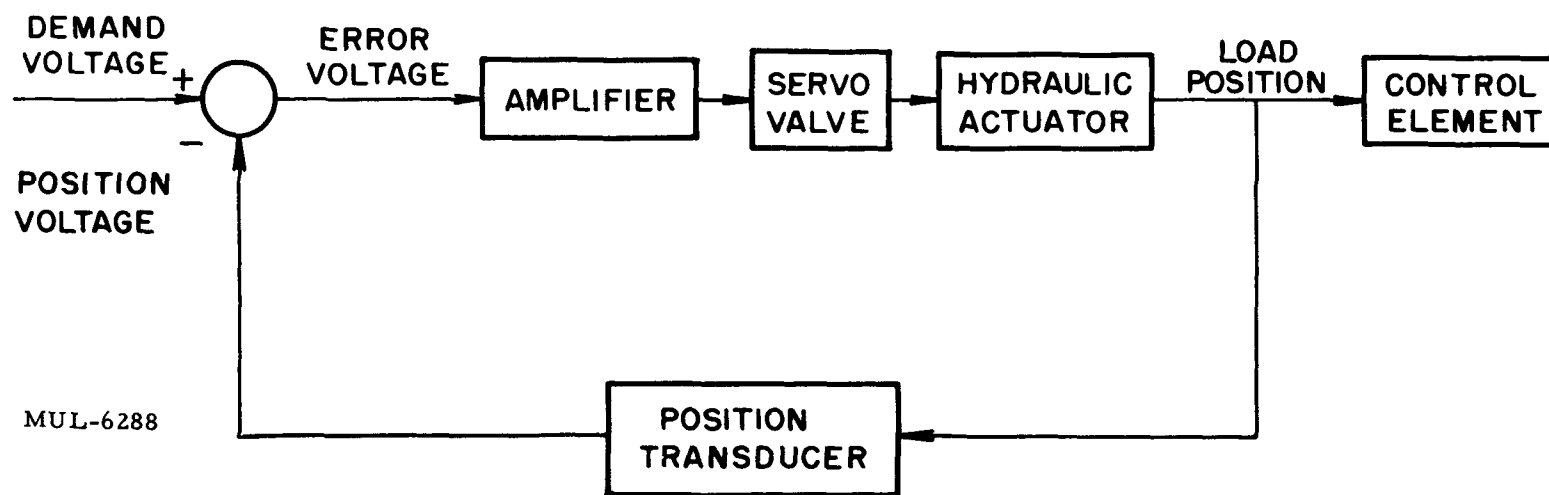 DEMAND
VOLTAGE
+
-
ERROR
VOLTAGE
AMPLIFIER
SERVO
VALVE
HYDRAULIC
ACTUATOR
LOAD
POSITION
CONTROL
ELEMENT
POSITION
VOLTAGE
POSITION
TRANSDUCER
MUL-6288